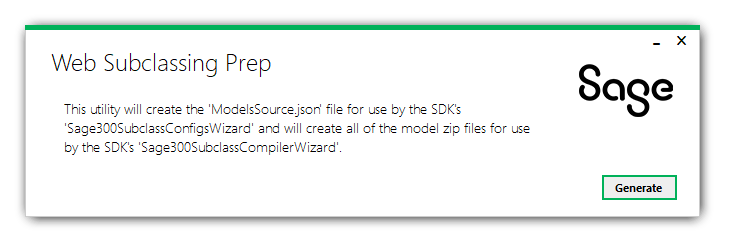 Web Subclassing Prep
Sage
This utility will create the 'ModelsSource.json' file for use by the SDK's
'Sage300SubclassConfigsWizard' and will create all of the model zip files for use
by the SDK's 'Sage300SubclassCompilerWizard'.
Generate